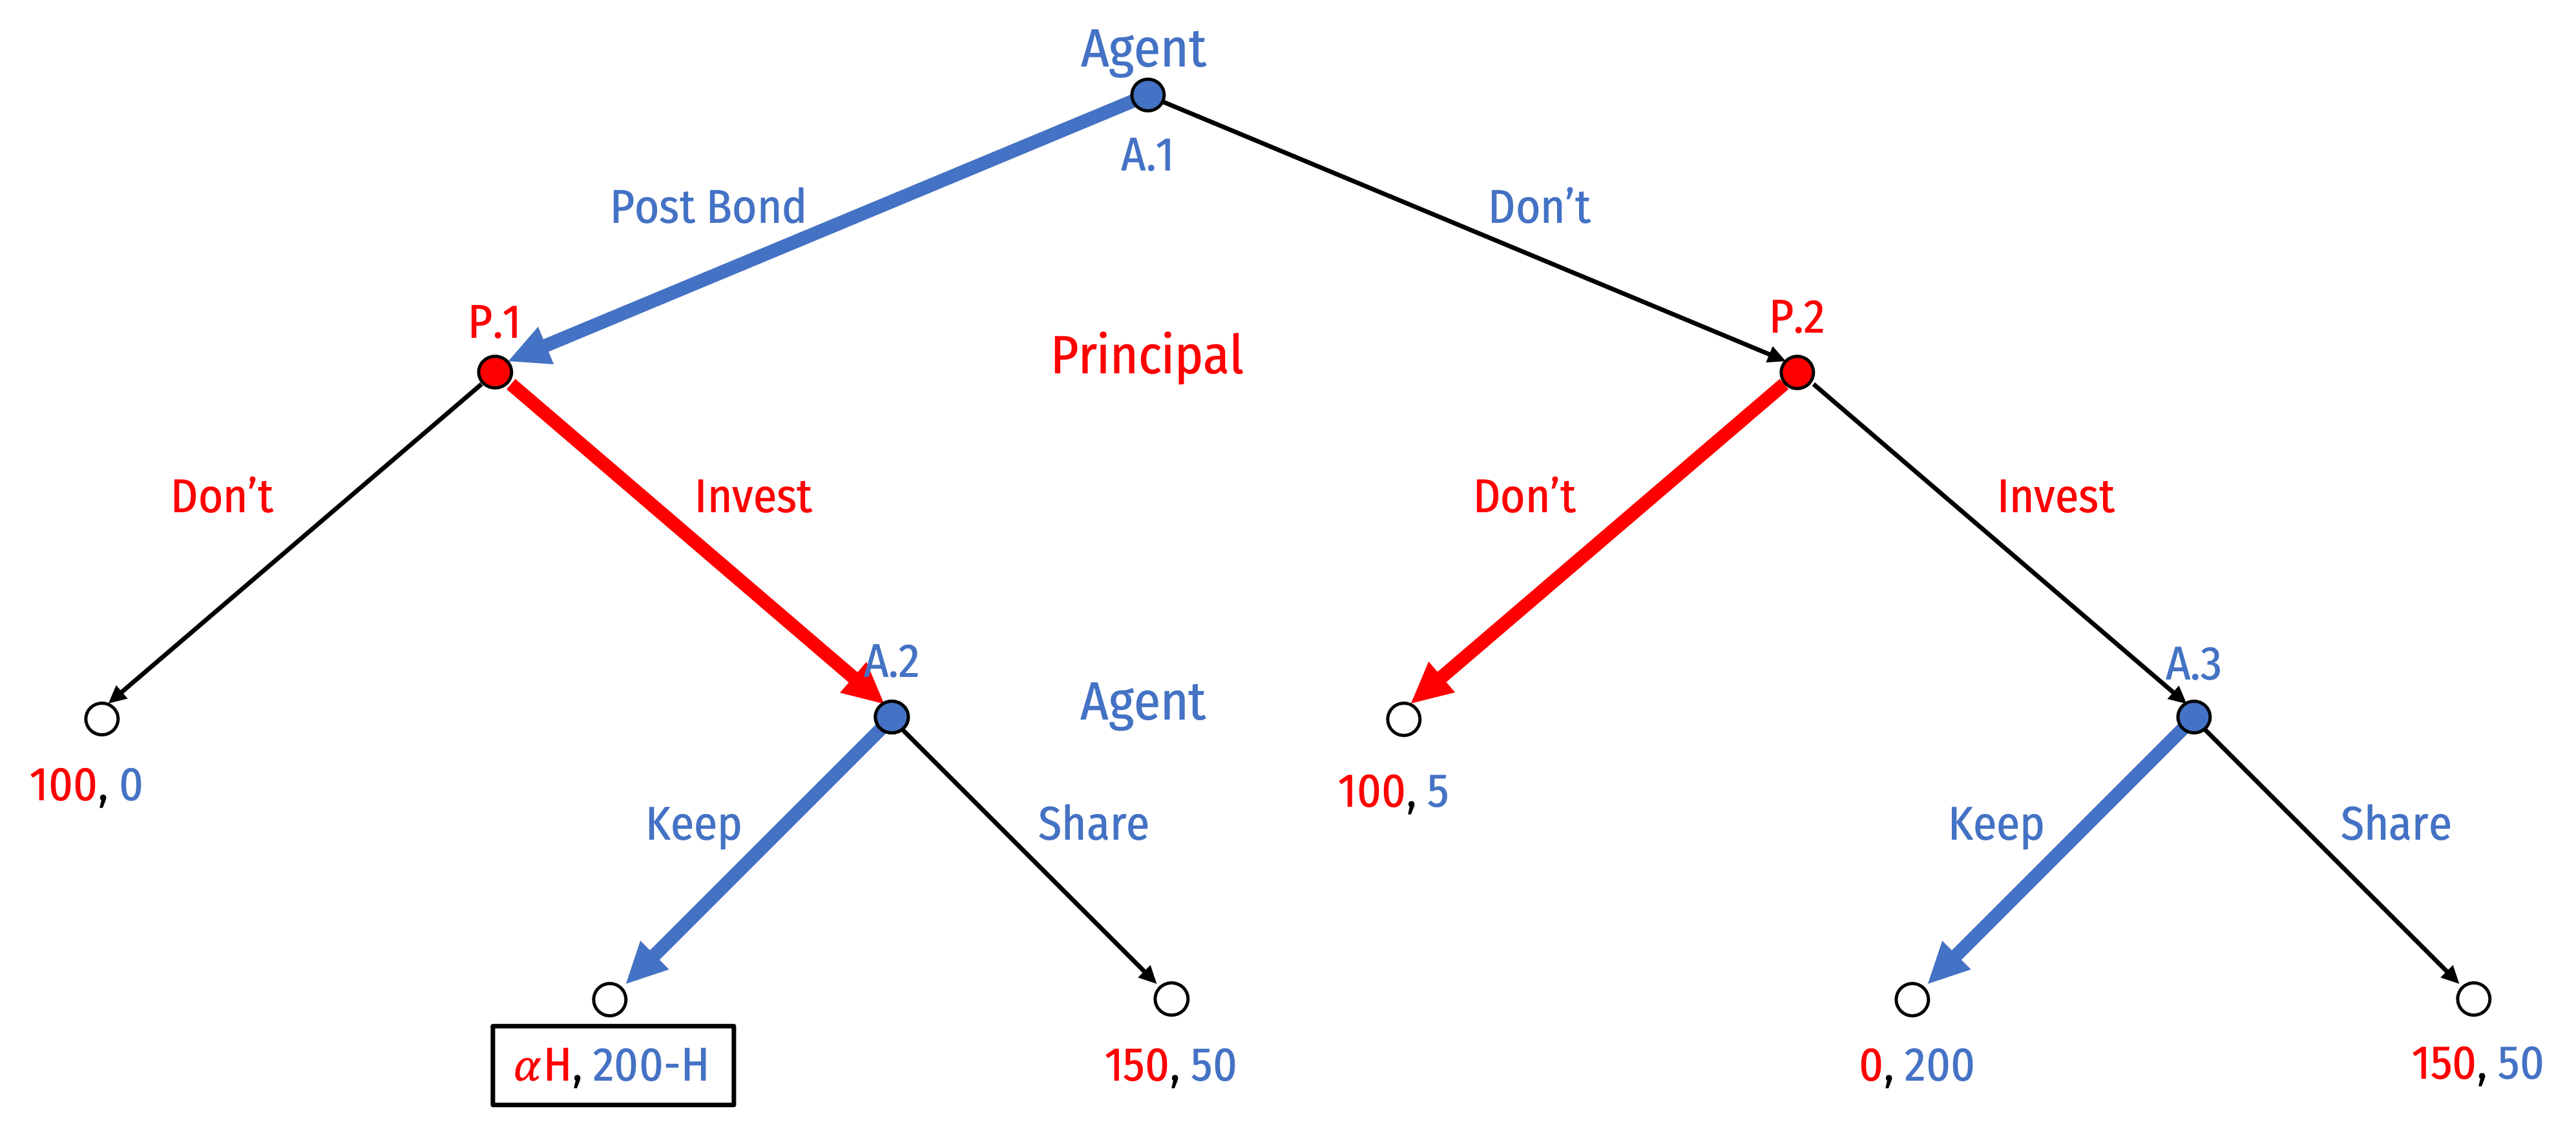 Agent
A.1
Post Bond
Don't
P.1
Principal
P.2
Don't
Invest
Don't
Invest
A.2
Agent
A.3
100, 0
100, 5
Keep
Share
Keep
Share
αH, 200-H
150, 50
0, 200
150, 50